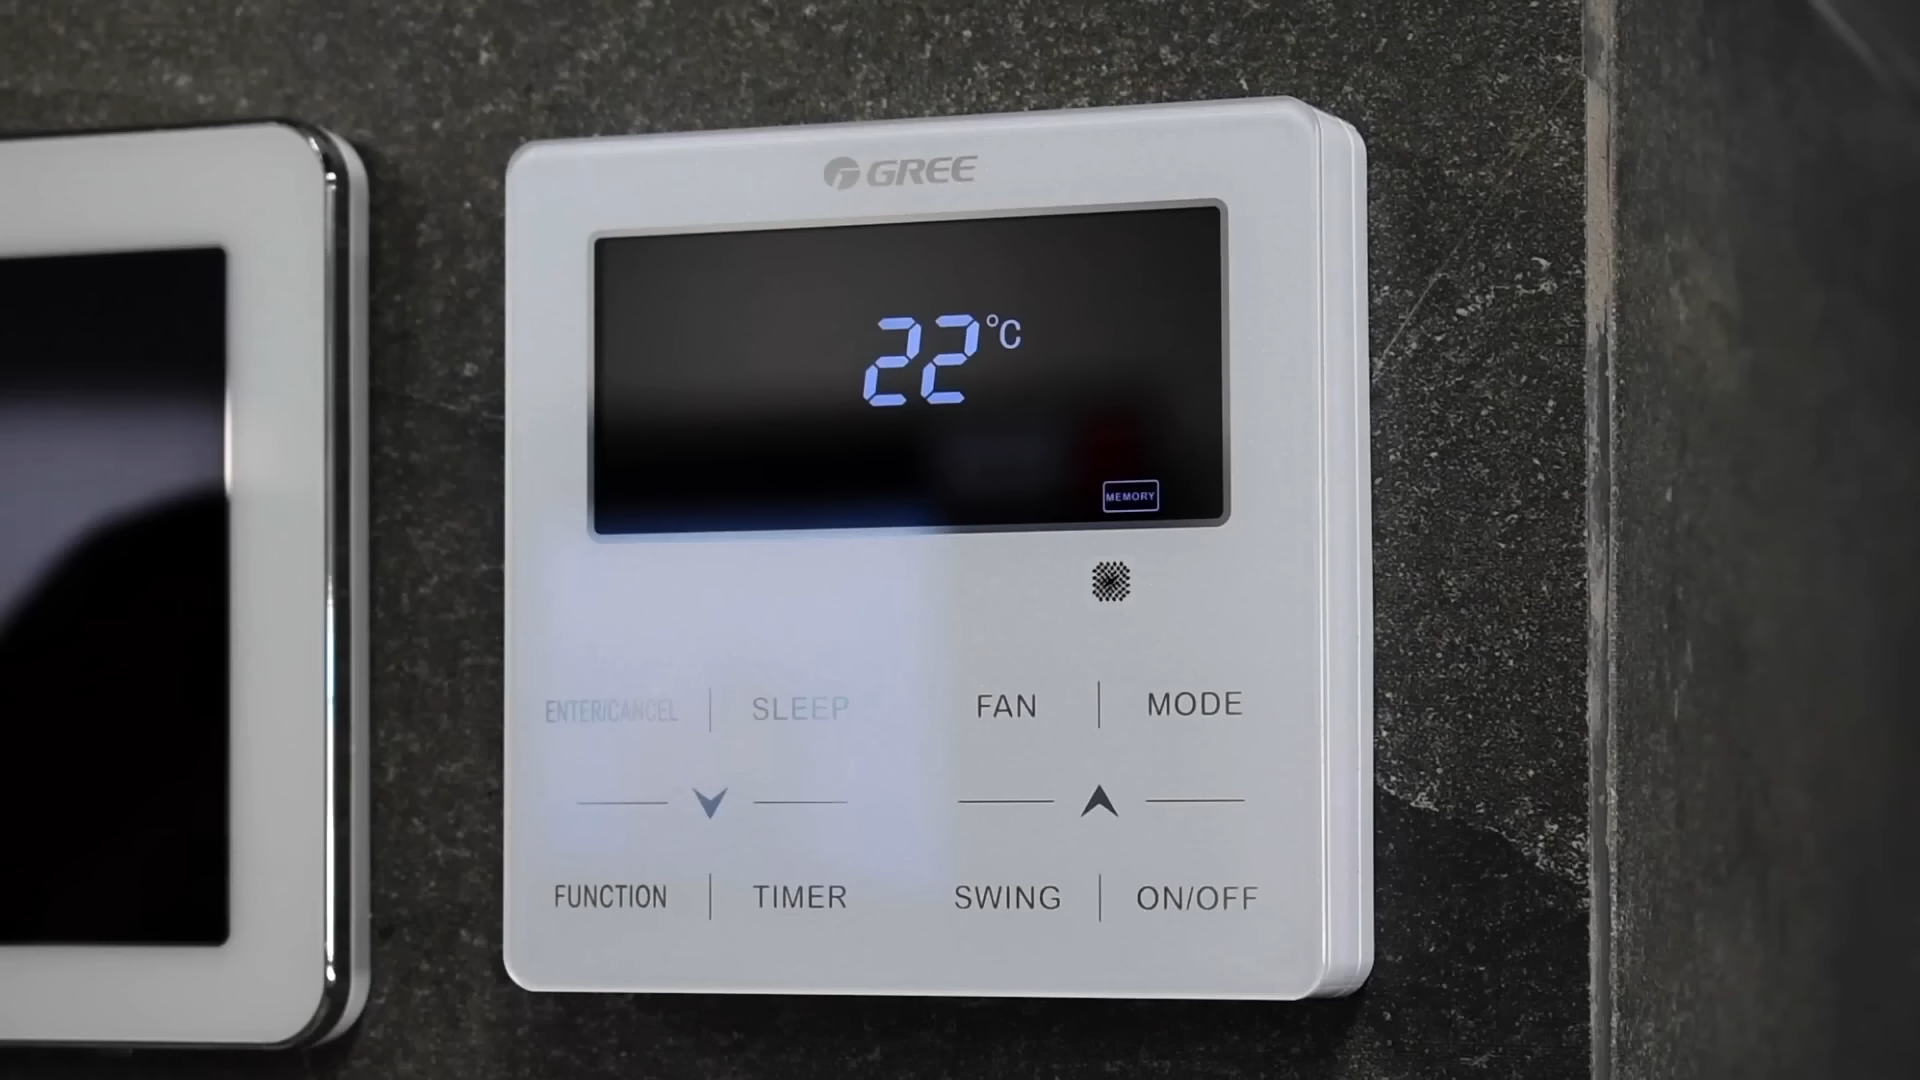 GREE
22°C
MEMORY
ENTER/CANCEL SLEEP FAN MODE
FUNCTION TIMER SWING ON/OFF